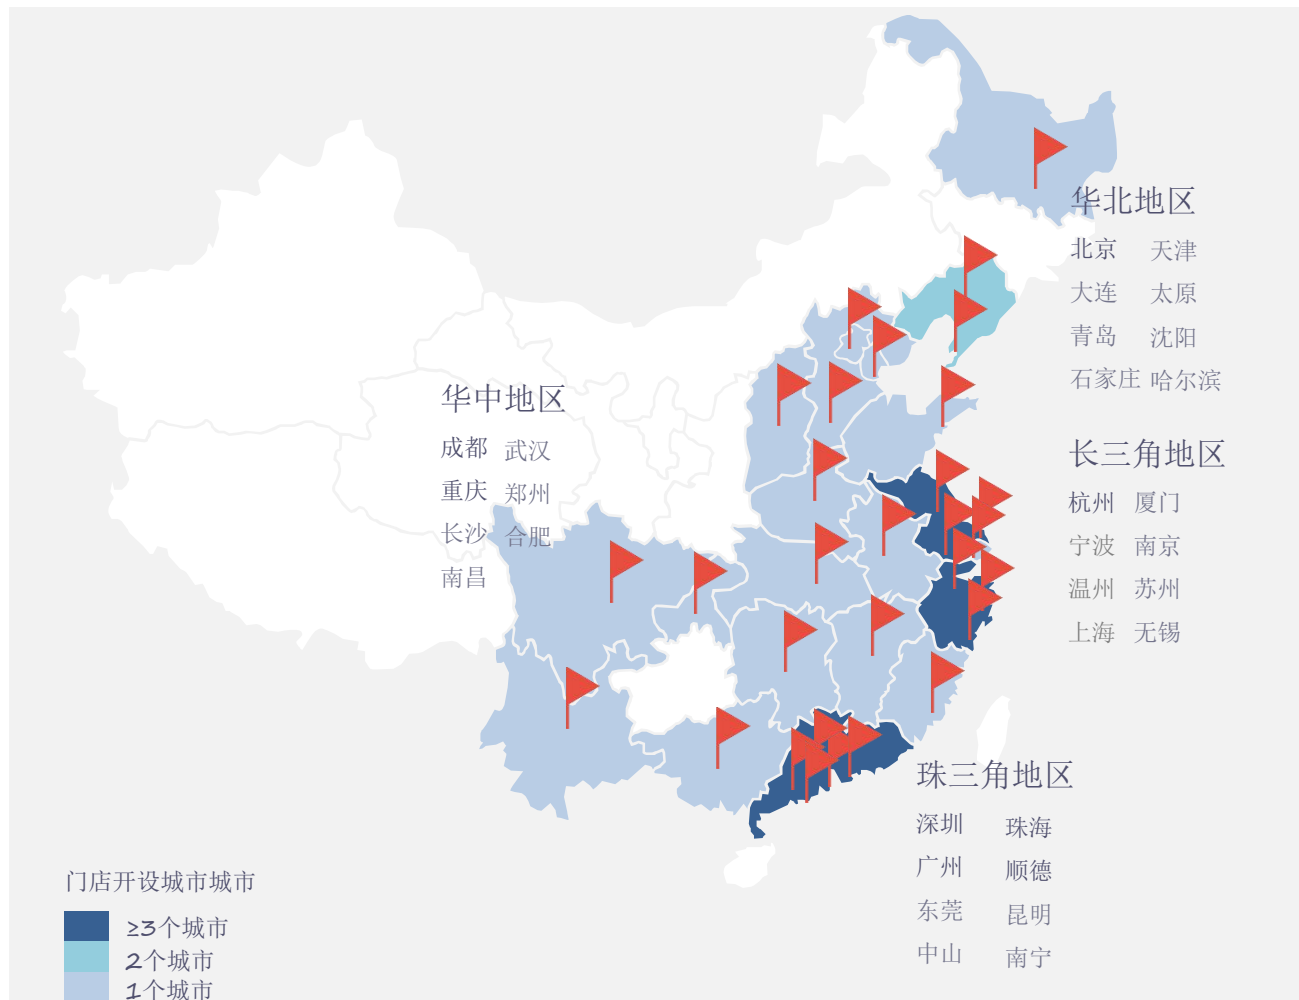 华北地区
北京 天津
大连 太原
青岛 沈阳
石家庄 哈尔滨
华中地区
成都 武汉
重庆 郑州
长沙 合肥
南昌
长三角地区
杭州 厦门
宁波 南京
温州 苏州
上海 无锡
珠三角地区
深圳 珠海
广州 顺德
东莞 昆明
中山 南宁
门店开设城市城市
≥3个城市
2个城市
1个城市